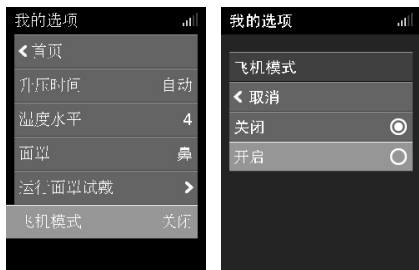 我的选项
首页
升压时间 自动
湿度水平 4
面罩 鼻
运行面罩试戴
飞机模式 关闭
我的选项
飞机模式
取消
关闭
开启